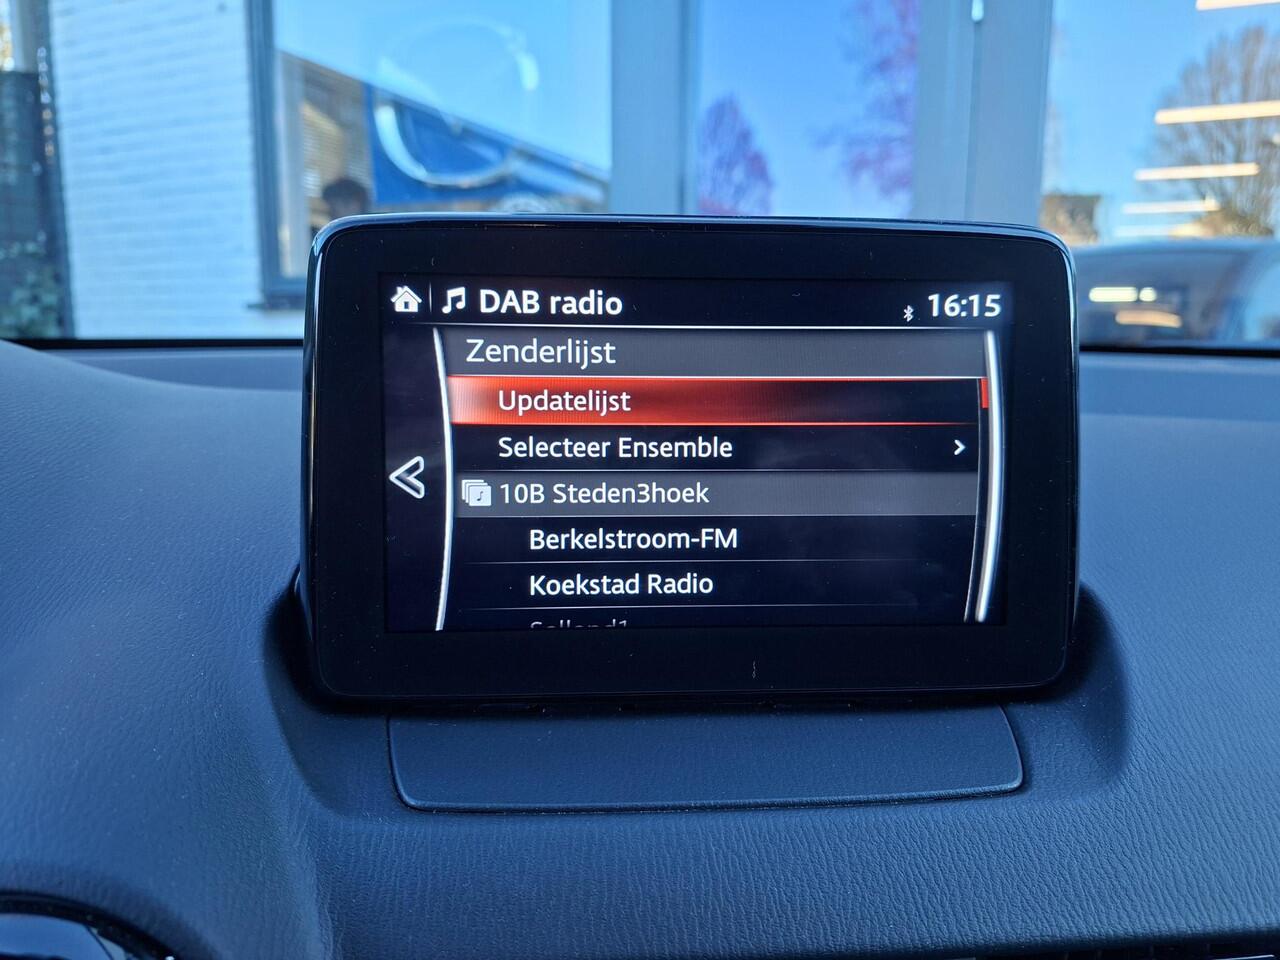 DAB radio 16:15
Zenderlijst
Updatelijst
Selecteer Ensemble
10B Steden3hoek
Berkelstroom-FM
Koekstad Radio